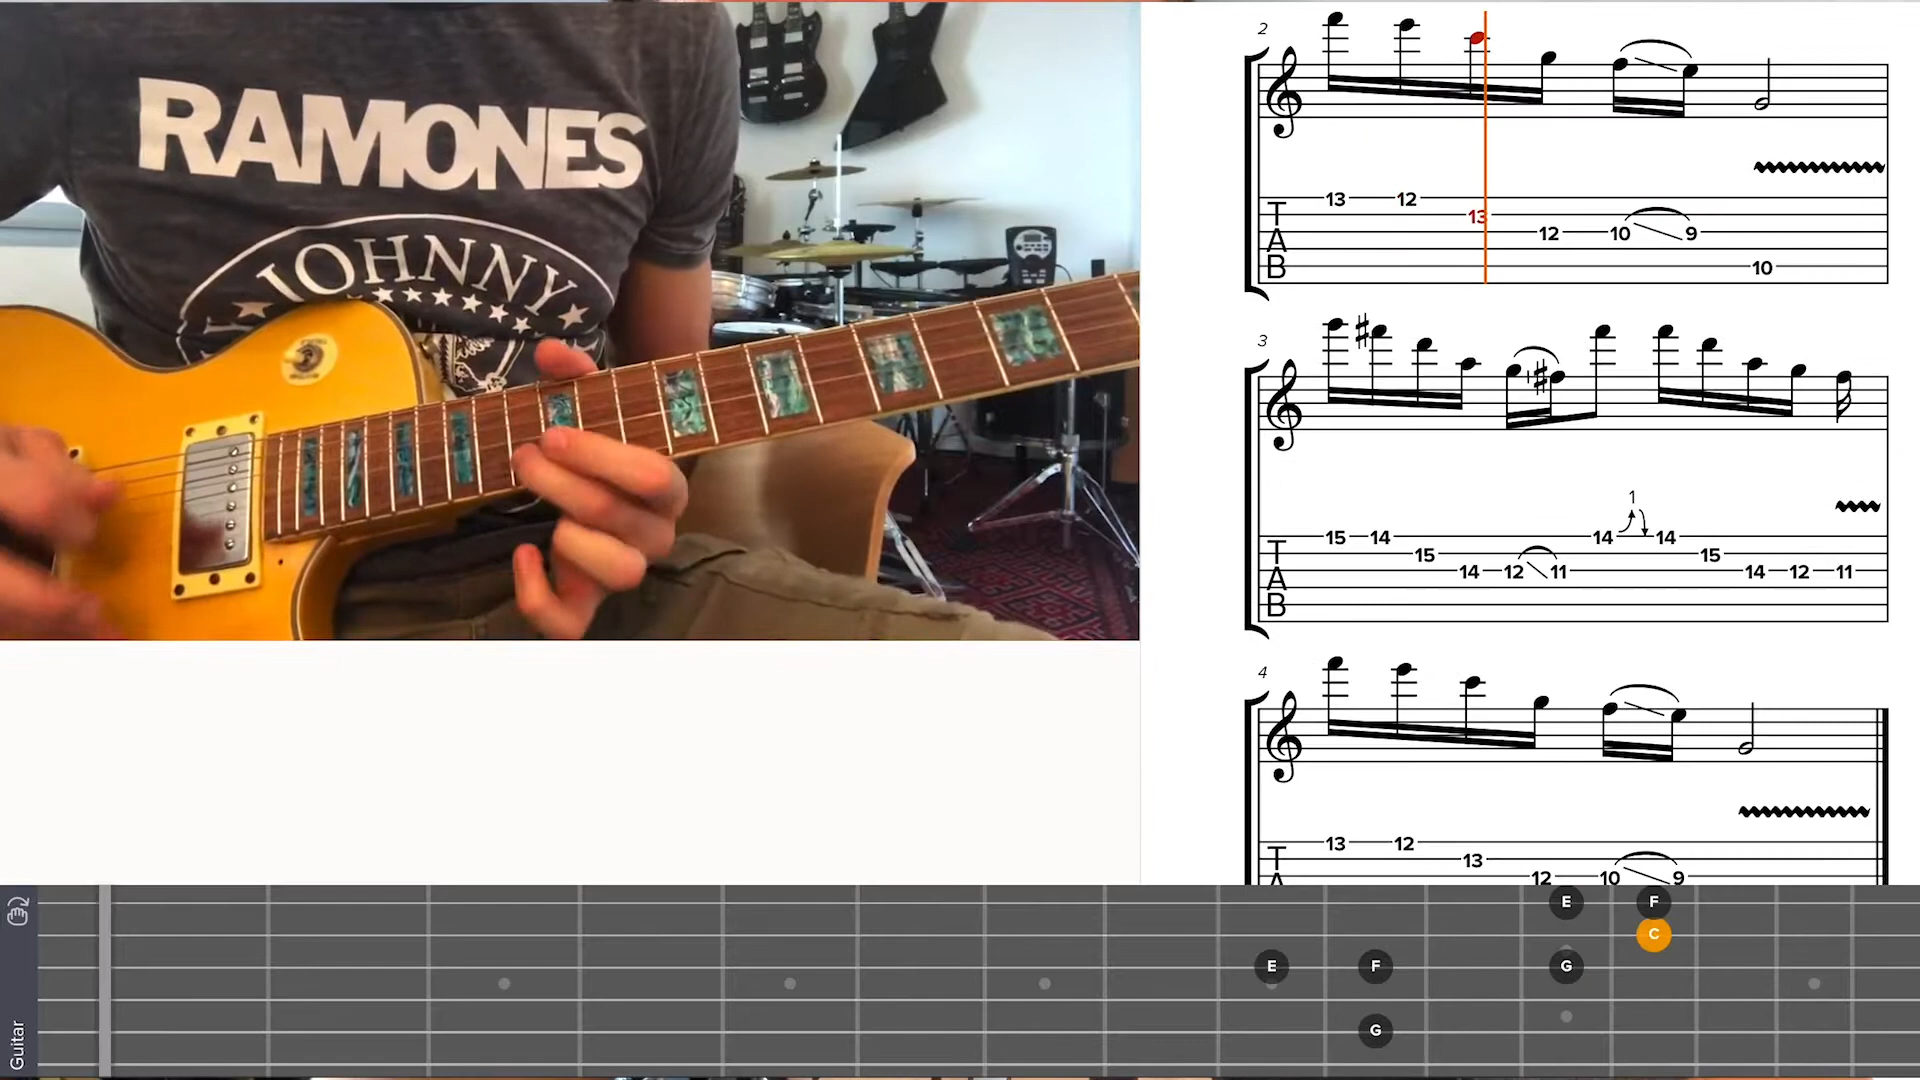 RAMONES
JOHNNY
2
13 12
13
12 10 9
10
T
A
B
3
1
15 14 14 14
15 15
14 12 11 14 12 11
T
A
B
4
13 12
13
12 10 9
T
E F
C
E F G
G
Guitar